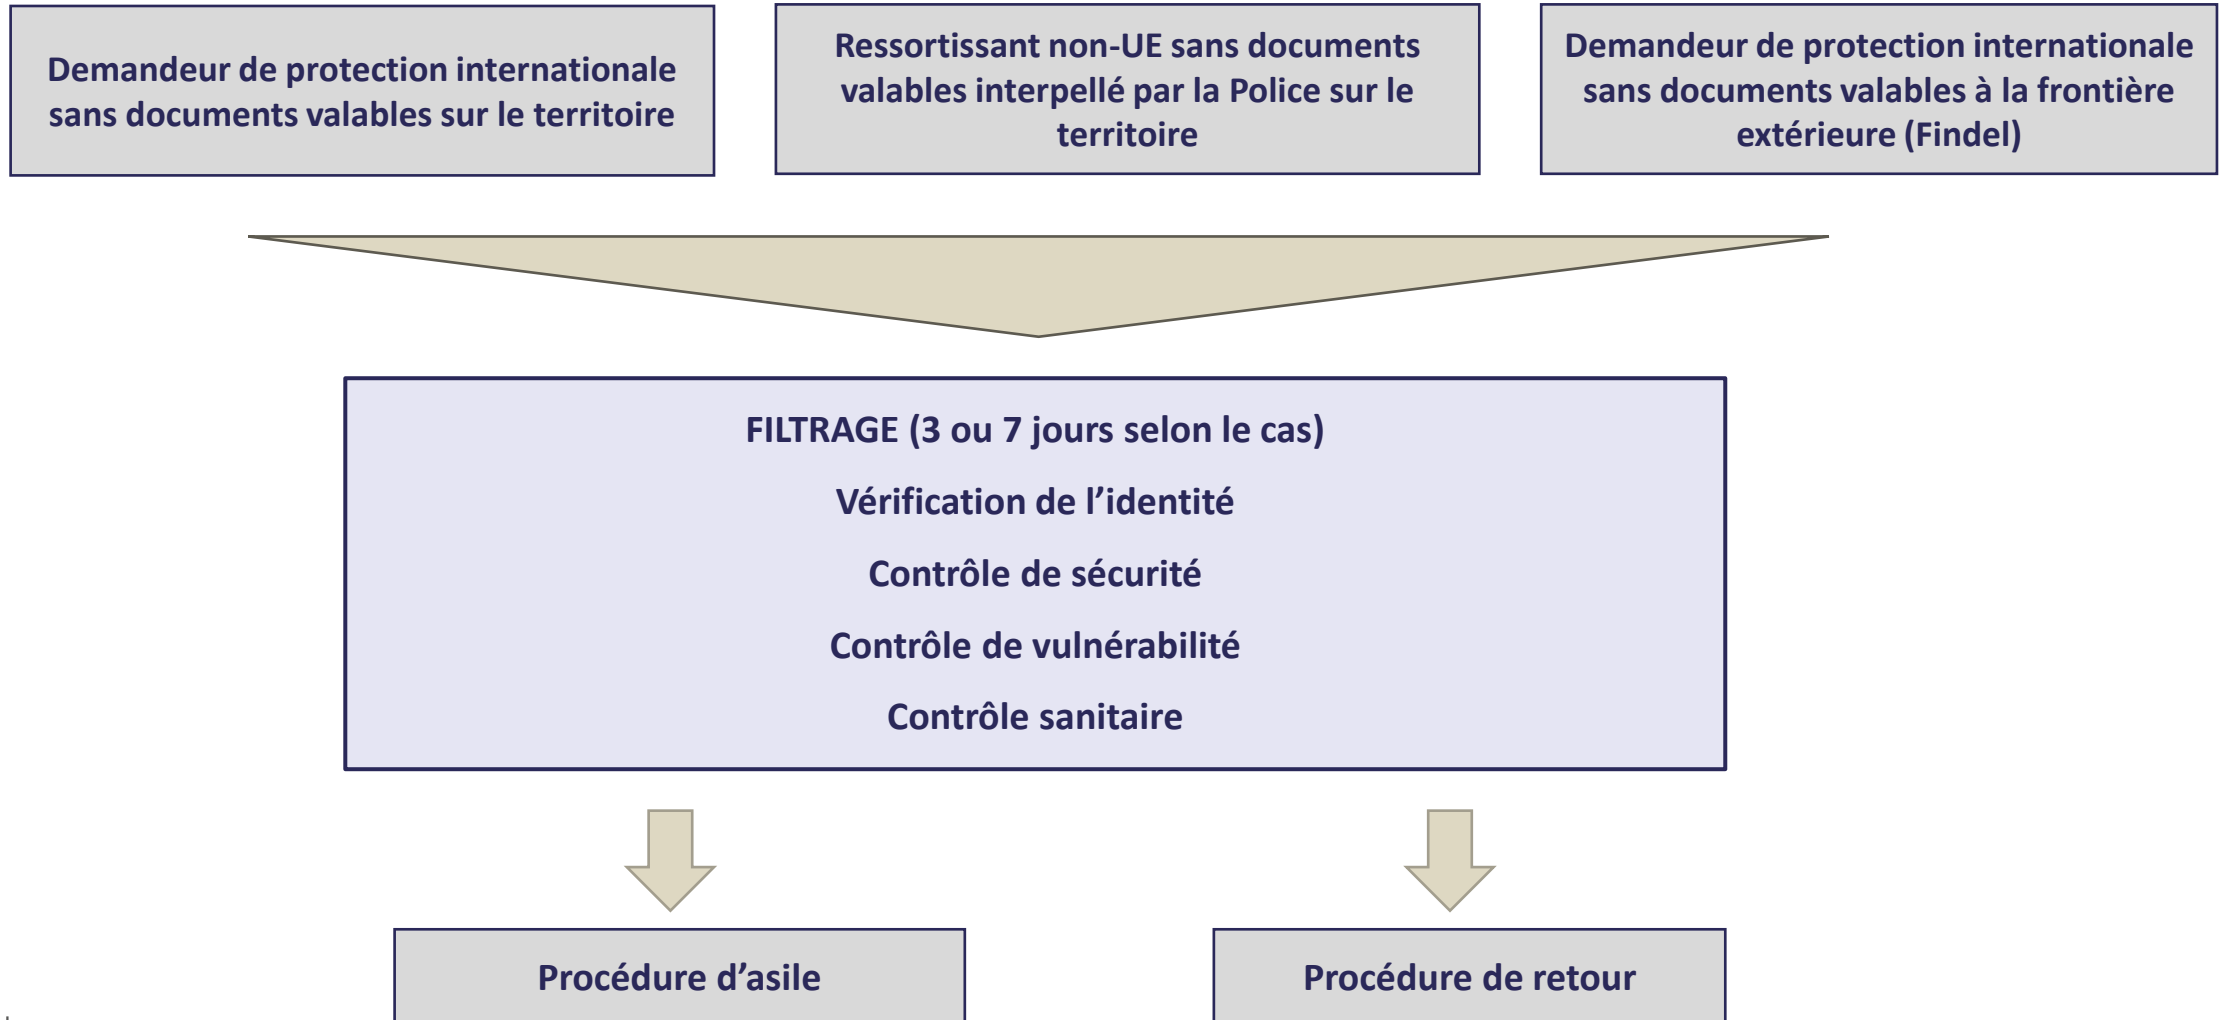 Demandeur de protection internationale
sans documents valables sur le territoire
Ressortissant non-UE sans documents
valables interpellé par la Police sur le
territoire
Demandeur de protection internationale
sans documents valables à la frontière
extérieure (Findel)
FILTRAGE (3 ou 7 jours selon le cas)
Vérification de l’identité
Contrôle de sécurité
Contrôle de vulnérabilité
Contrôle sanitaire
Procédure d’asile
Procédure de retour